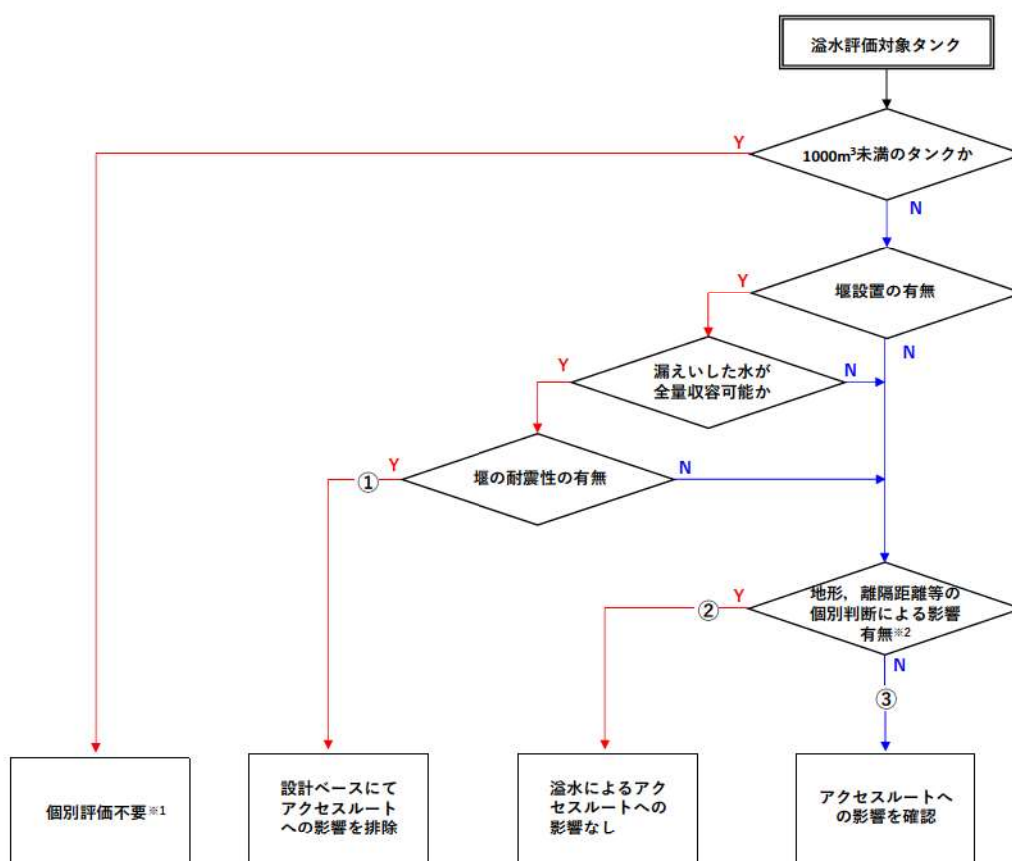 溢水評価対象タンク
Y
1000m³未満のタンクか
N
Y
堰設置の有無
N
Y
漏えいした水が
全量収容可能か
N
Y
①
堰の耐震性の有無
N
Y
②
地形，離隔距離等の
個別判断による影響
有無※2
N
③
個別評価不要※1
設計ベースにて
アクセスルート
への影響を排除
溢水によるアク
セスルートへの
影響なし
アクセスルートへ
の影響を確認